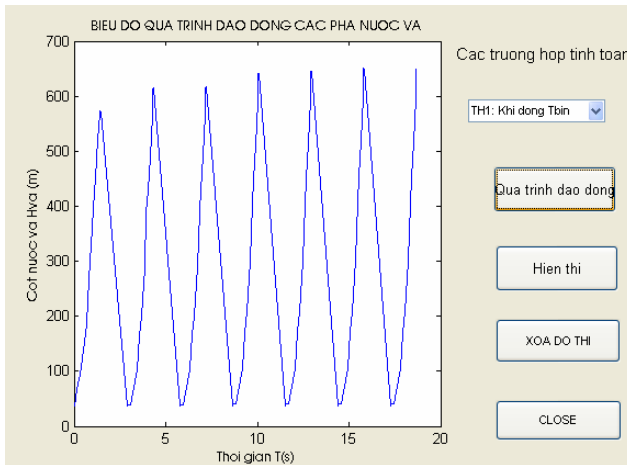 BIEU DO QUA TRINH DAO DONG CAC PHA NUOC VA
700
600
500
400
300
200
100
0
0 5 10 15 20
Cot nuoc va Hva (m)
Thoi gian T(s)
Cac truong hop tinh toan
TH1: Khi dong Tbin
Qua trinh dao dong
Hien thi
XOA DO THI
CLOSE